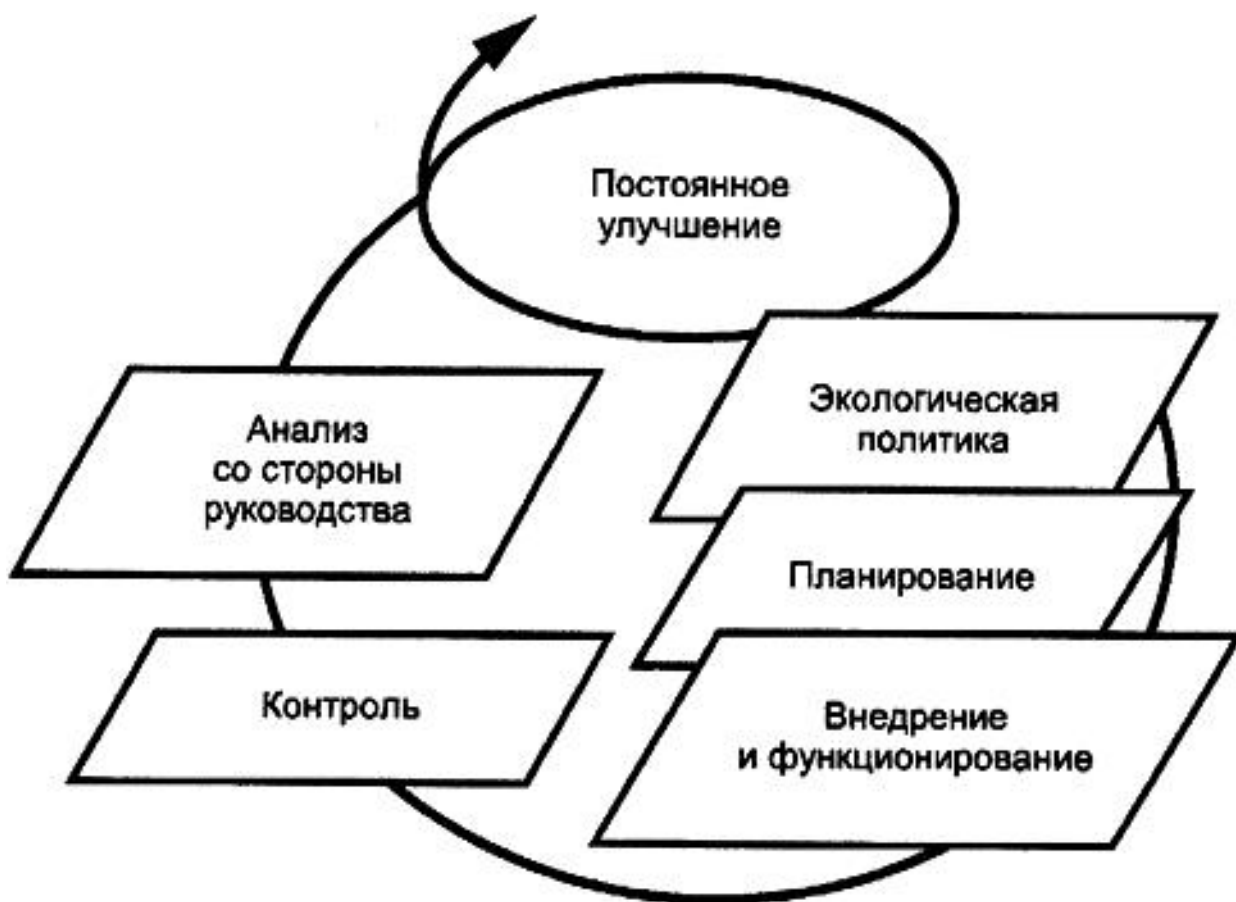 Постоянное
улучшение
Экологическая
политика
Планирование
Внедрение
и функционирование
Контроль
Анализ
со стороны
руководства